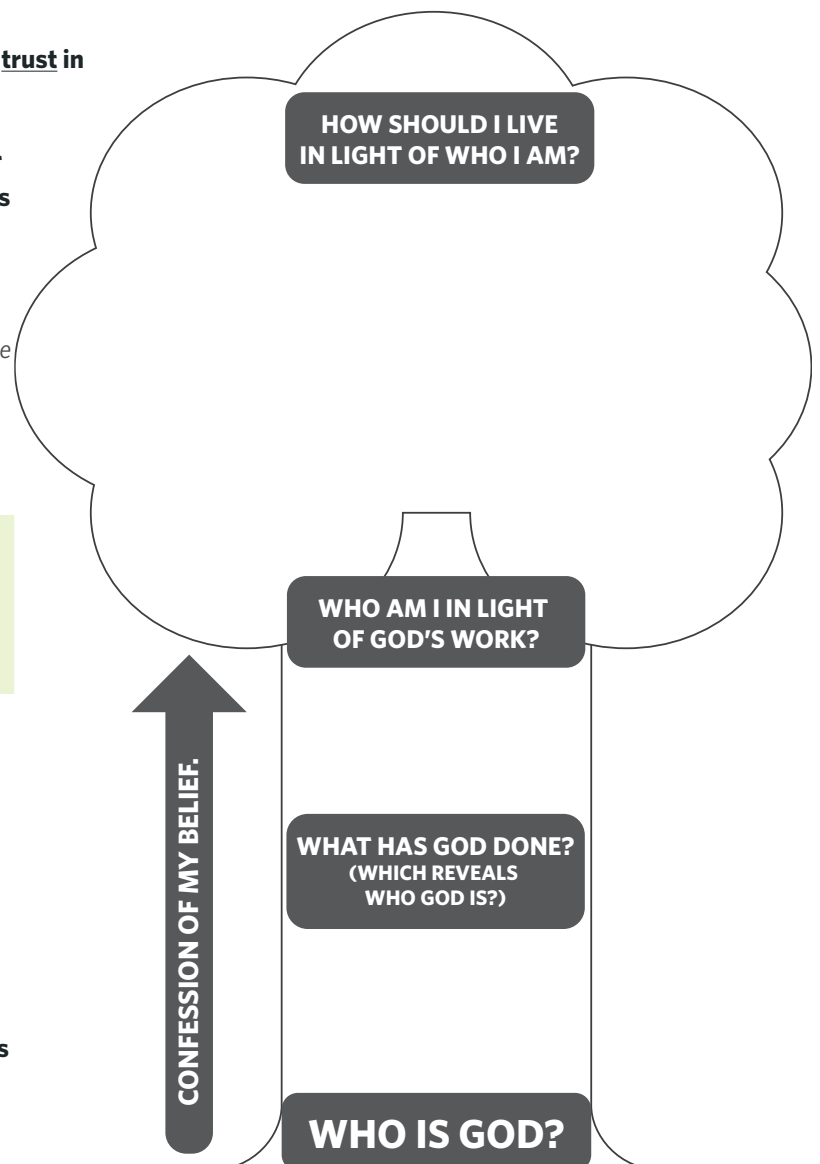 trust in
HOW SHOULD I LIVE
IN LIGHT OF WHO I AM?
s
e
WHO AM I IN LIGHT
OF GOD'S WORK?
WHAT HAS GOD DONE?
(WHICH REVEALS
WHO GOD IS?)
CONFESSION OF MY BELIEF.
s
WHO IS GOD?